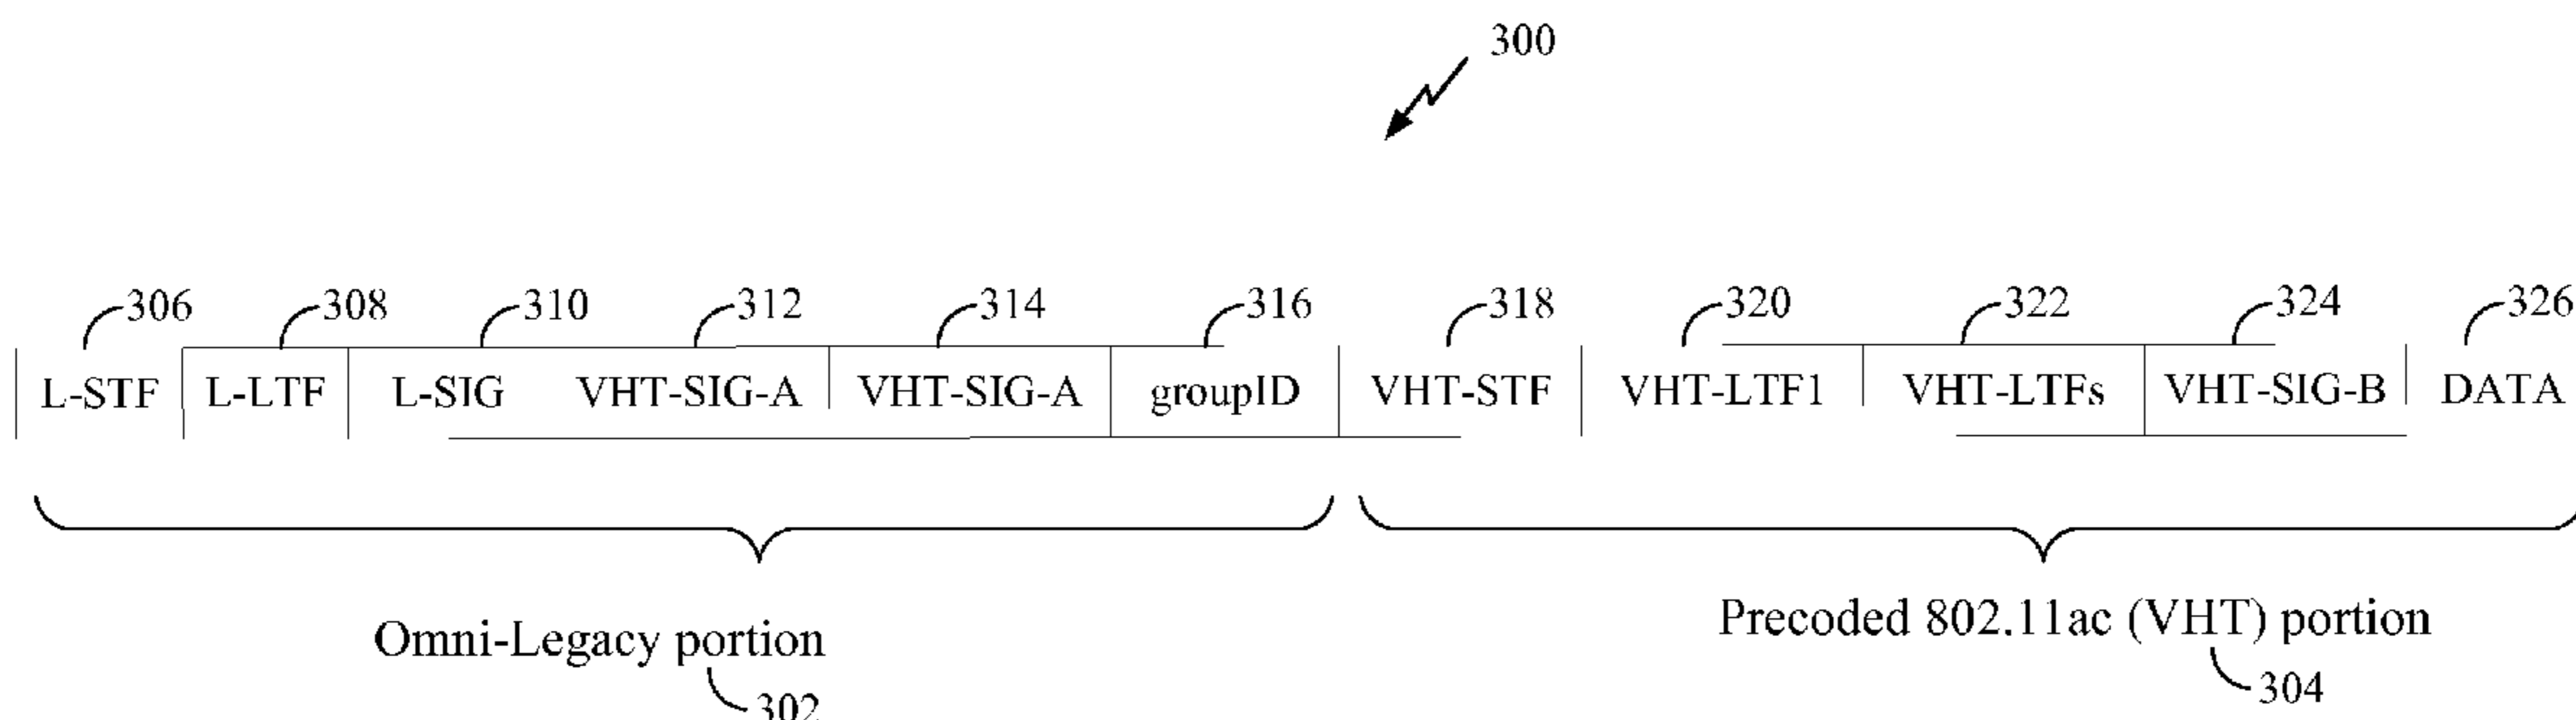 300
306 308 310 312 314 316 318 320 322 324 326
L-STF L-LTF L-SIG VHT-SIG-A VHT-SIG-A groupID VHT-STF VHT-LTF1 VHT-LTFs VHT-SIG-B DATA
Omni-Legacy portion
302
Precoded 802.11ac (VHT) portion
304